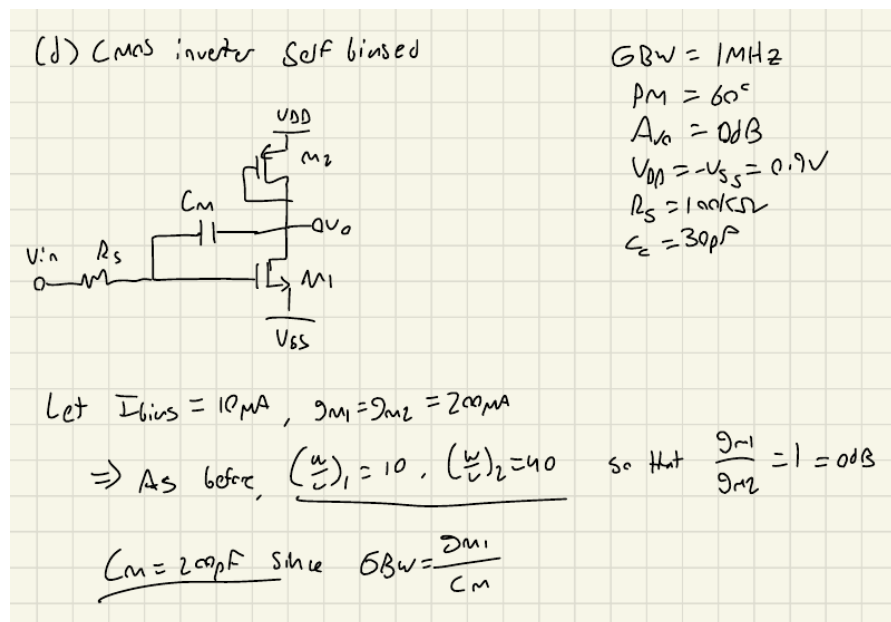 (d) CMOS inverter Self biased
GBW = 1MHz
PM = 60°
Avo = 0dB
VDD = -VSS = 0.9V
RS = 100kΩ
CL = 30pF
VDD
M2
CM
Vo
Vin RS
M1
VSS
Let Ibias = 10μA, gm1 = gm2 = 200μA
⇒ As before, (W/L)1 = 10, (W/L)2 = 40 so that gm1/gm2 = 1 = 0dB
Cm = 200pF since GBW = gm1/CM